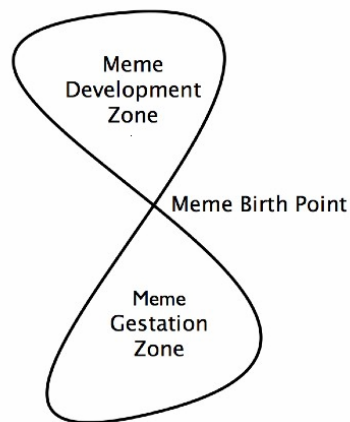 Meme
Development
Zone
Meme Birth Point
Meme
Gestation
Zone